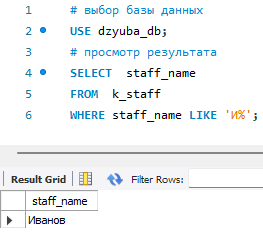 1 # выбор базы данных
2 USE dzyuba_db;
3 # просмотр результата
4 SELECT staff_name
5 FROM k_staff
6 WHERE staff_name LIKE 'И%';
Result Grid Filter Rows:
staff_name
Иванов